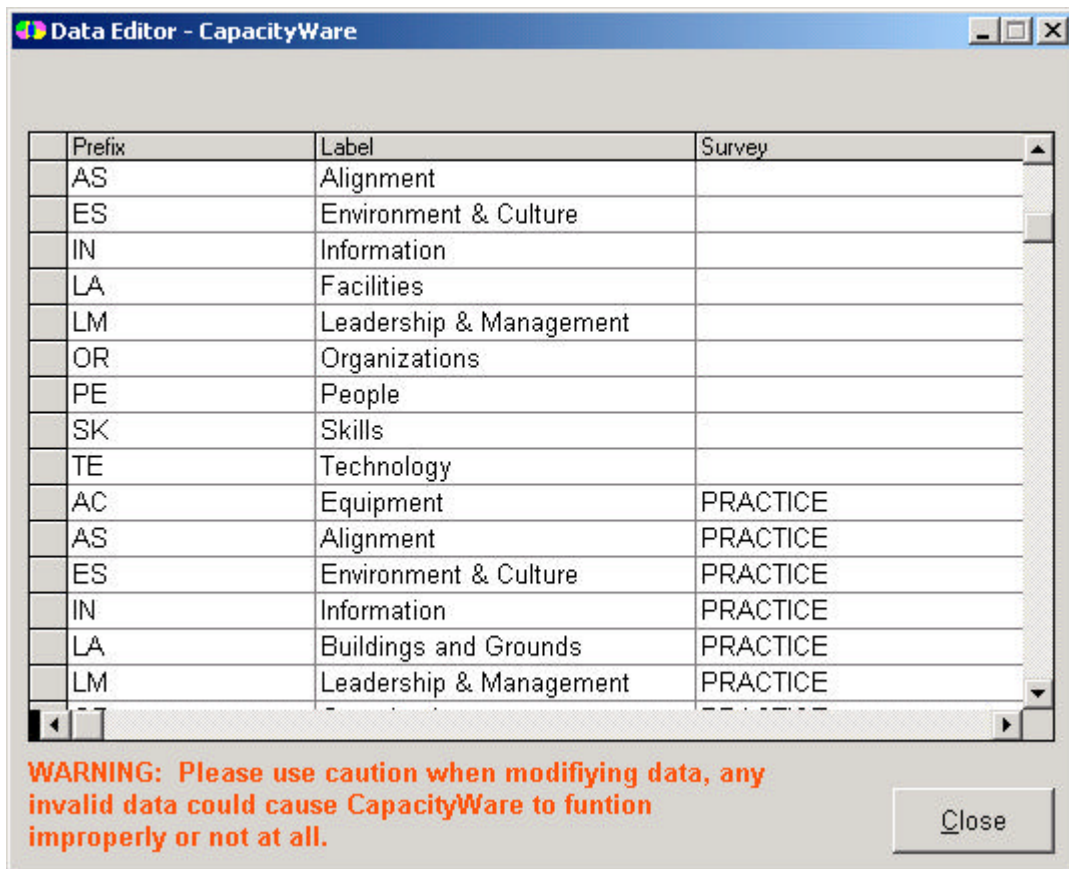 Data Editor - CapacityWare
Prefix Label Survey
AS Alignment
ES Environment & Culture
IN Information
LA Facilities
LM Leadership & Management
OR Organizations
PE People
SK Skills
TE Technology
AC Equipment PRACTICE
AS Alignment PRACTICE
ES Environment & Culture PRACTICE
IN Information PRACTICE
LA Buildings and Grounds PRACTICE
LM Leadership & Management PRACTICE
WARNING: Please use caution when modifiying data, any
invalid data could cause CapacityWare to funtion
improperly or not at all.
Close